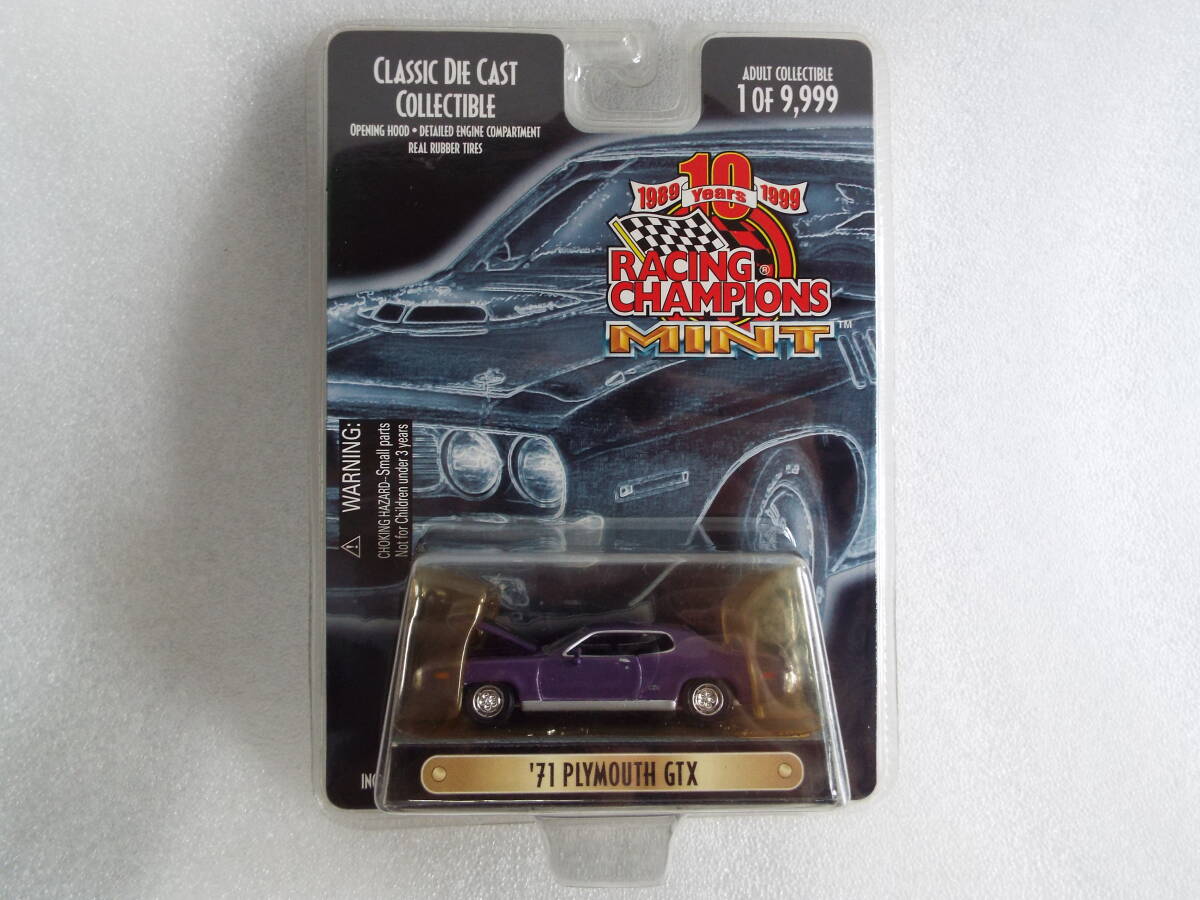 CLASSIC DIE CAST
COLLECTIBLE
OPENING HOOD • DETAILED ENGINE COMPARTMENT
REAL RUBBER TIRES
ADULT COLLECTIBLE
1 OF 9,999
10
1989 Years 1999
RACING®
CHAMPIONS
MINT™
WARNING:
CHOKING HAZARD–Small parts
Not for Children under 3 years
'71 PLYMOUTH GTX